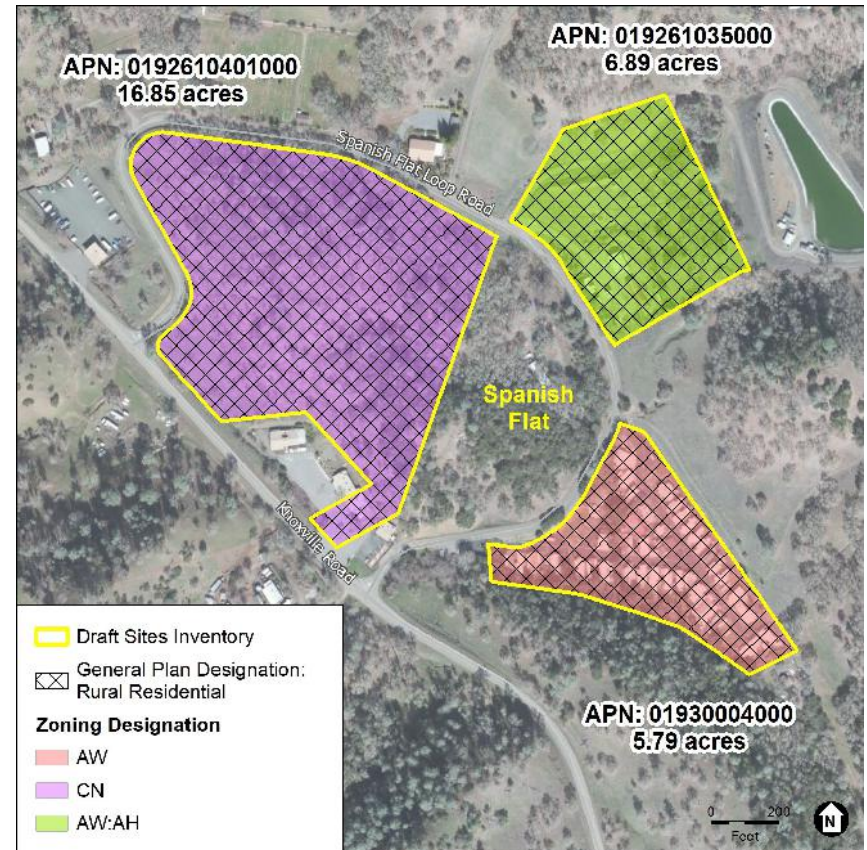 APN: 0192610401000
16.85 acres
APN: 019261035000
6.89 acres
Spanish Flat Loop Road
Spanish
Flat
Knoxville Road
APN: 01930004000
5.79 acres
Draft Sites Inventory
General Plan Designation:
Rural Residential
Zoning Designation
AW
CN
AW:AH
0 200
Feet
N